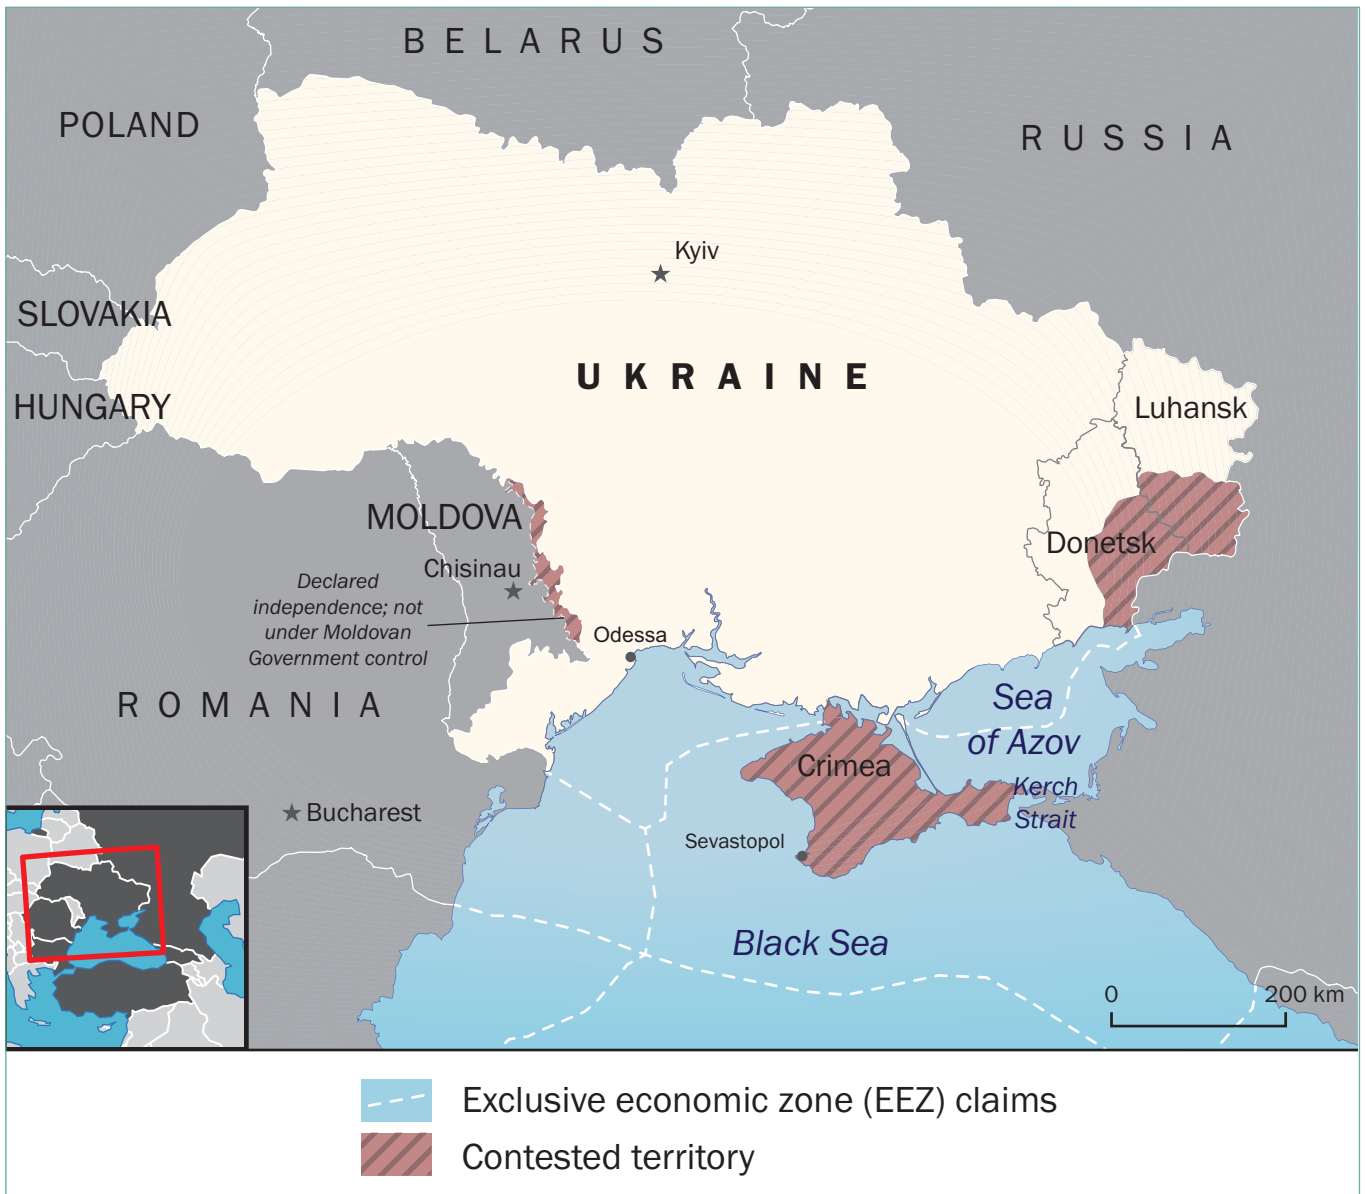 BELARUS
POLAND
RUSSIA
Kyiv
SLOVAKIA
UKRAINE
HUNGARY
Luhansk
MOLDOVA
Donetsk
Chisinau
Declared
independence; not
under Moldovan
Government control
Odessa
ROMANIA
Sea
of Azov
Crimea
Kerch
Strait
Bucharest
Sevastopol
Black Sea
0 200 km
Exclusive economic zone (EEZ) claims
Contested territory